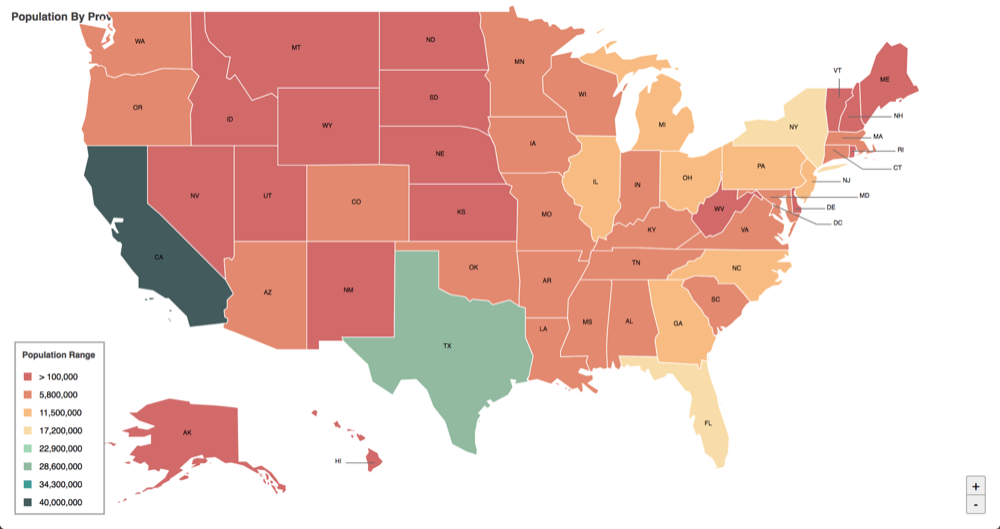 Population By Prov
WA
MT
ND
MN
OR
ID
SD
WI
WY
MI
NE
IA
NV
UT
CO
KS
MO
IL
IN
OH
PA
NY
VT
ME
NH
MA
RI
CT
NJ
MD
DE
DC
WV
VA
KY
CA
AZ
NM
OK
AR
TN
NC
SC
TX
LA
MS
AL
GA
FL
AK
HI
Population Range
> 100,000
5,800,000
11,500,000
17,200,000
22,900,000
28,600,000
34,300,000
40,000,000
+
-